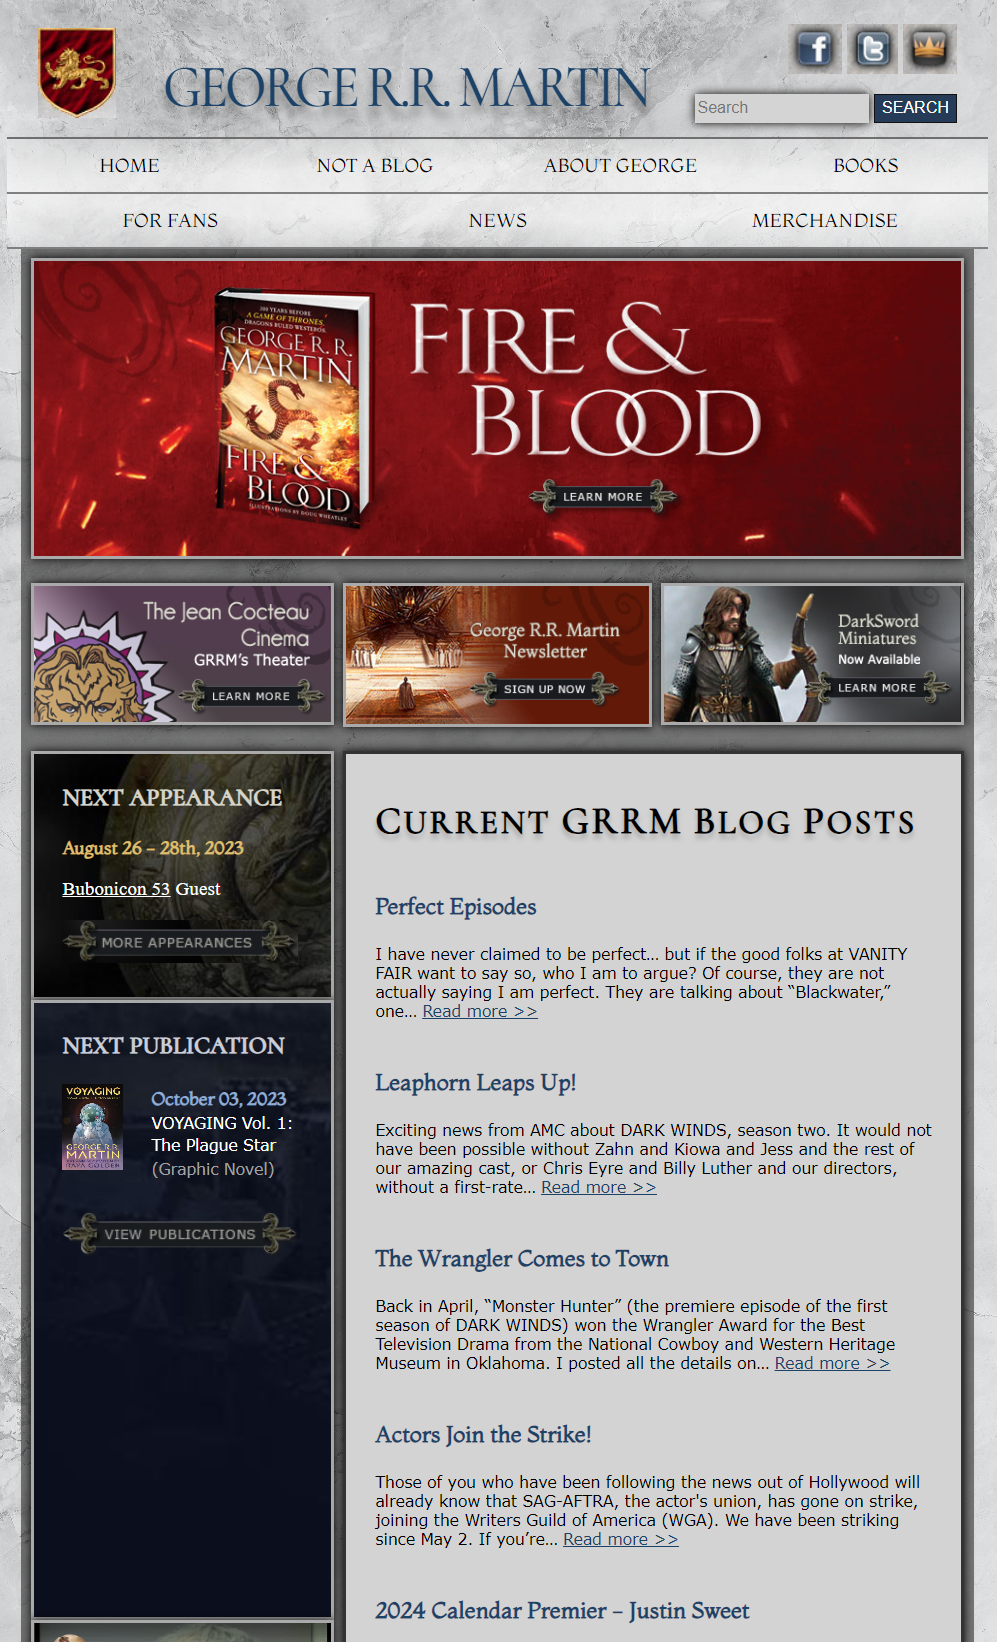 GEORGE R.R. MARTIN
Search
SEARCH
HOME
NOT A BLOG
ABOUT GEORGE
BOOKS
FOR FANS
NEWS
MERCHANDISE
300 YEARS BEFORE
A GAME OF THRONES,
DRAGONS RULED WESTEROS.
GEORGE R. R.
MARTIN
FIRE &
BLOOD
ILLUSTRATIONS BY DOUG WHEATLEY
FIRE &
BLOOD
LEARN MORE
The Jean Cocteau
Cinema
GRRM's Theater
LEARN MORE
George R.R. Martin
Newsletter
SIGN UP NOW
DarkSword
Miniatures
Now Available
LEARN MORE
NEXT APPEARANCE
August 26 – 28th, 2023
Bubonicon 53 Guest
MORE APPEARANCES
NEXT PUBLICATION
VOYAGING
GEORGE R.R.
MARTIN
October 03, 2023
VOYAGING Vol. 1:
The Plague Star
(Graphic Novel)
VIEW PUBLICATIONS
CURRENT GRRM BLOG POSTS
Perfect Episodes
I have never claimed to be perfect… but if the good folks at VANITY
FAIR want to say so, who I am to argue? Of course, they are not
actually saying I am perfect. They are talking about “Blackwater,”
one… Read more >>
Leaphorn Leaps Up!
Exciting news from AMC about DARK WINDS, season two. It would not
have been possible without Zahn and Kiowa and Jess and the rest of
our amazing cast, or Chris Eyre and Billy Luther and our directors,
without a first-rate… Read more >>
The Wrangler Comes to Town
Back in April, “Monster Hunter” (the premiere episode of the first
season of DARK WINDS) won the Wrangler Award for the Best
Television Drama from the National Cowboy and Western Heritage
Museum in Oklahoma. I posted all the details on… Read more >>
Actors Join the Strike!
Those of you who have been following the news out of Hollywood will
already know that SAG-AFTRA, the actor's union, has gone on strike,
joining the Writers Guild of America (WGA). We have been striking
since May 2. If you’re… Read more >>
2024 Calendar Premier – Justin Sweet